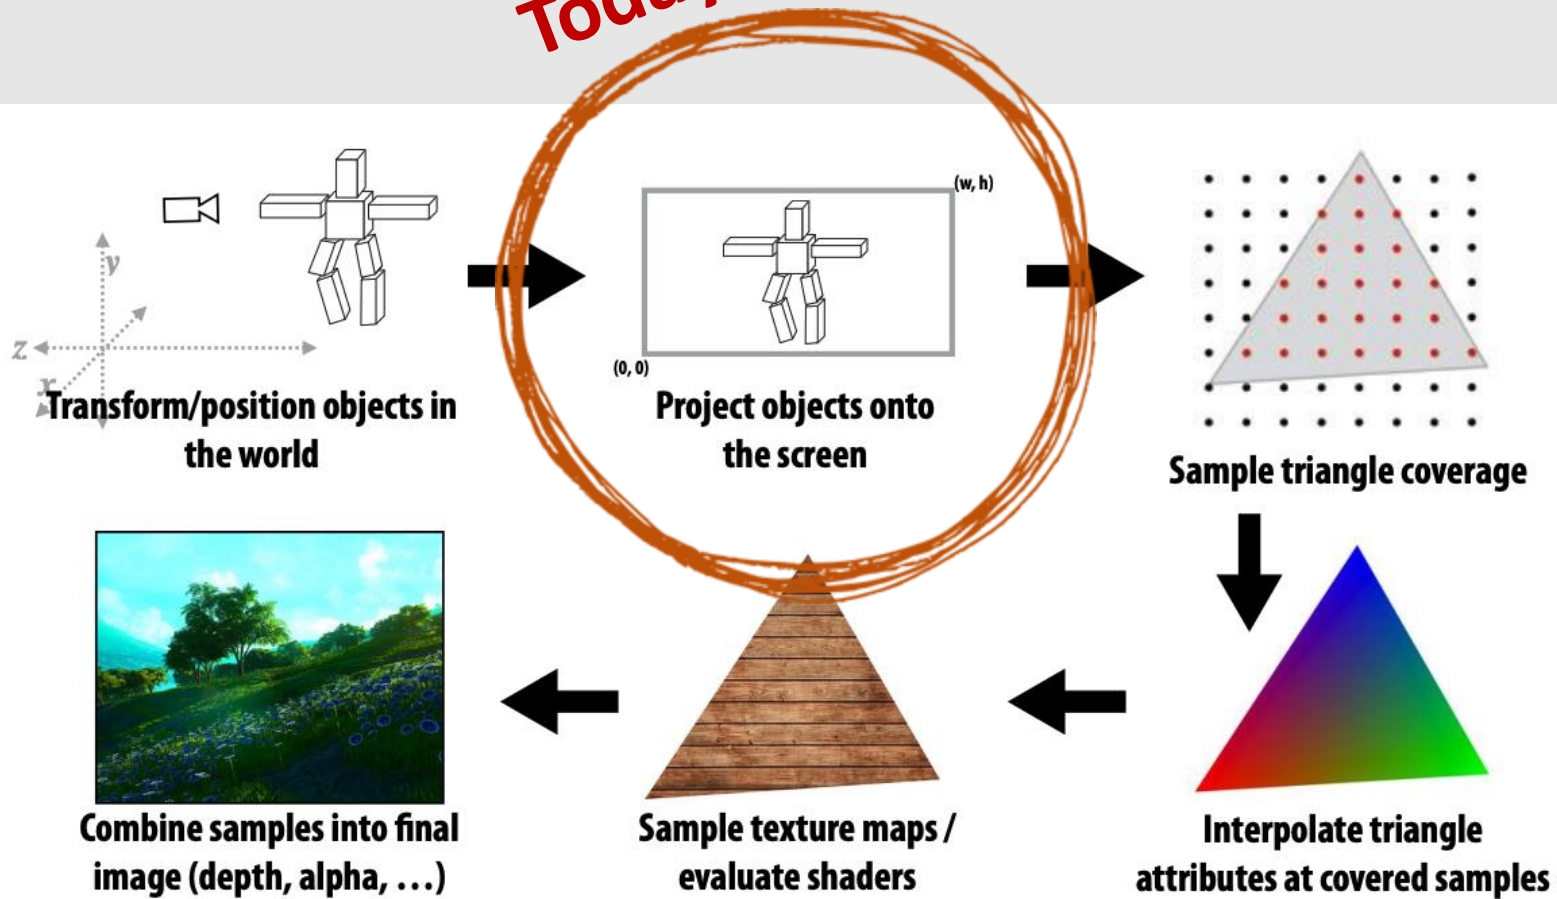 Today
y
z
x
Transform/position objects in
the world
(w, h)
(0, 0)
Project objects onto
the screen
Sample triangle coverage
Combine samples into final
image (depth, alpha, …)
Sample texture maps /
evaluate shaders
Interpolate triangle
attributes at covered samples